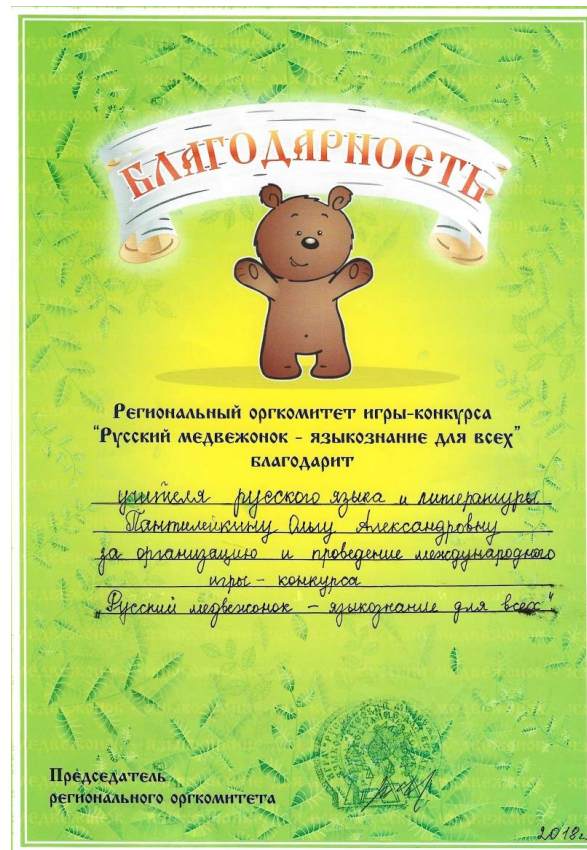 БЛАГОДАРНОСТЬ
Региональный оргкомитет игры-конкурса
"Русский медвежонок - языкознание для всех"
благодарит
учителя русского языка и литературы
Пантилейкину Ольгу Александровну
за организацию и проведение международного
игры - конкурса
"Русский медвежонок - языкознание для всех".
Председатель
регионального оргкомитета
2018г.